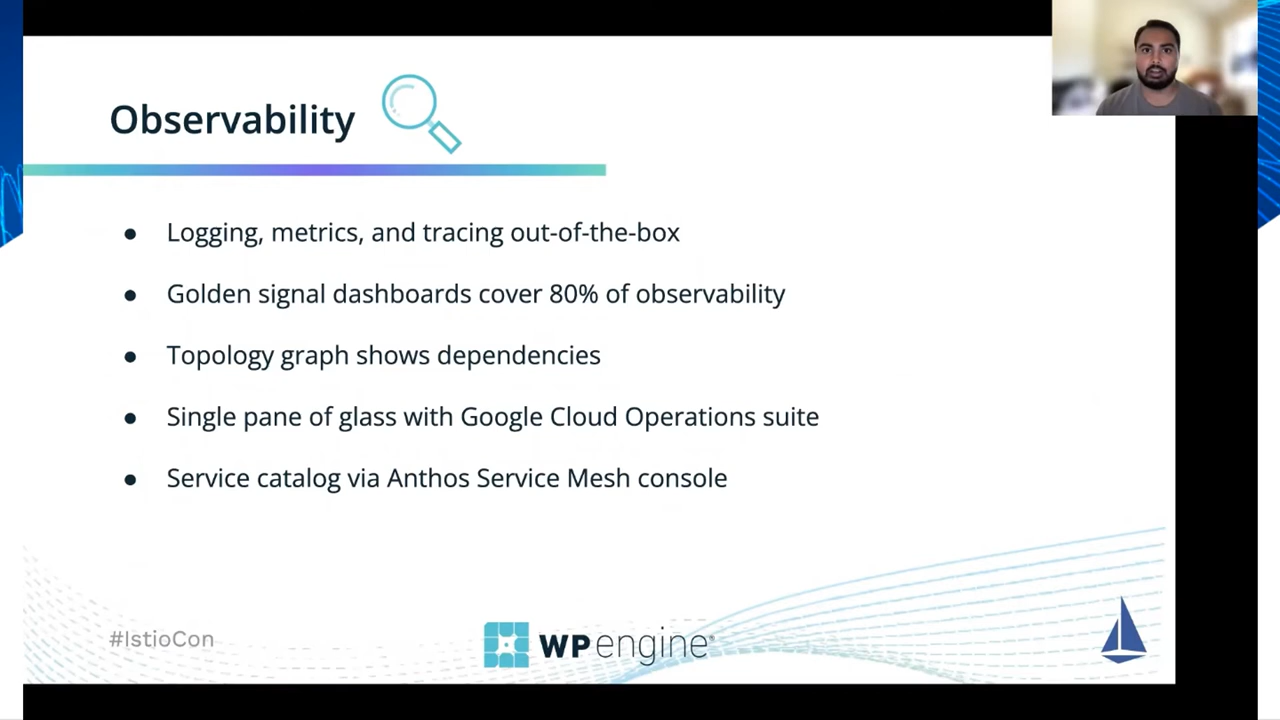 Observability
● Logging, metrics, and tracing out-of-the-box
● Golden signal dashboards cover 80% of observability
● Topology graph shows dependencies
● Single pane of glass with Google Cloud Operations suite
● Service catalog via Anthos Service Mesh console
#IstioCon
WP engine®